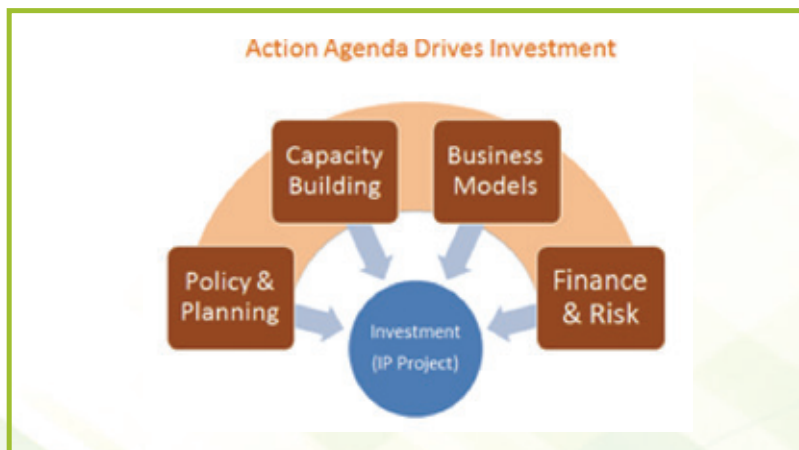 Action Agenda Drives Investment
Capacity
Building
Business
Models
Policy &
Planning
Finance
& Risk
Investment
(IP Project)